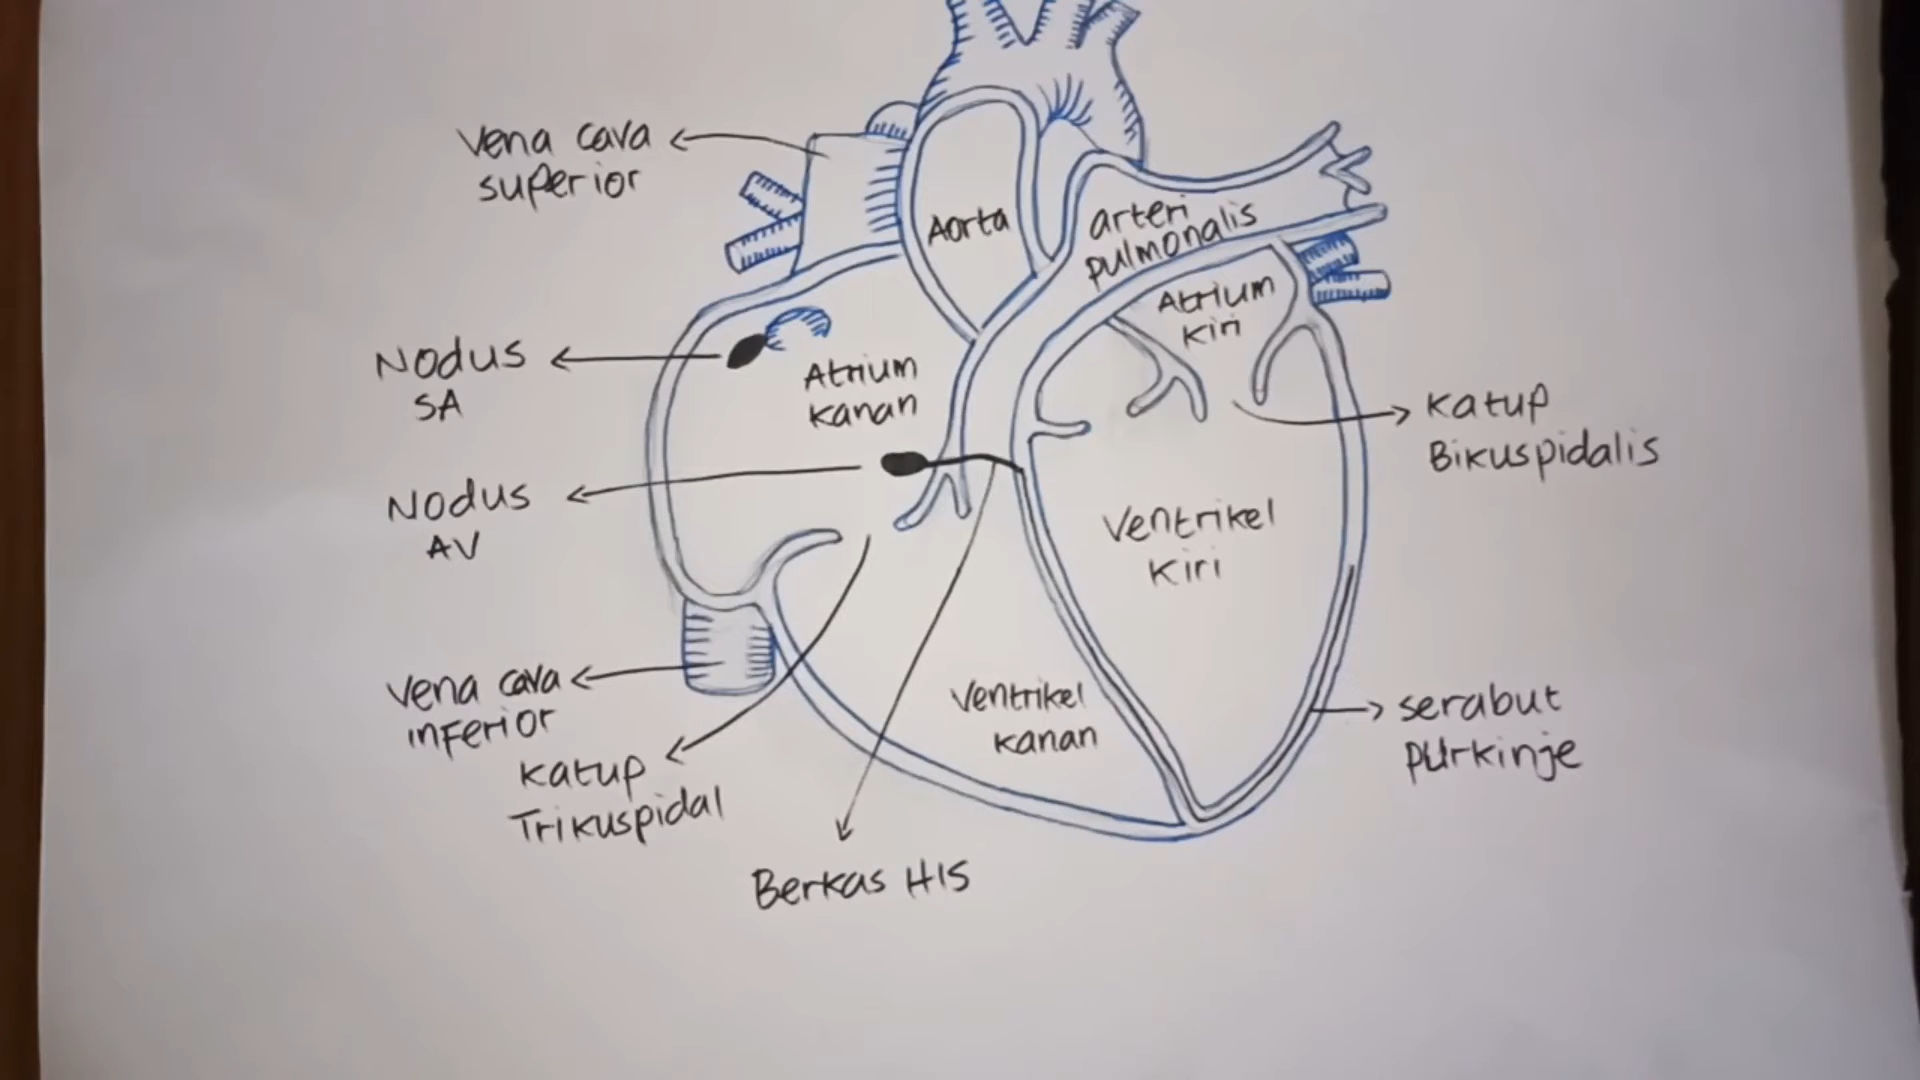 Vena cava
superior
Aorta
arteri
pulmonalis
Atrium
Kiri
Nodus
SA
Atrium
Kanan
Katup
Bikuspidalis
Nodus
AV
Ventrikel
Kiri
Vena cava
inferior
Ventrikel
Kanan
serabut
purkinje
Katup
Trikuspidal
Berkas HIS